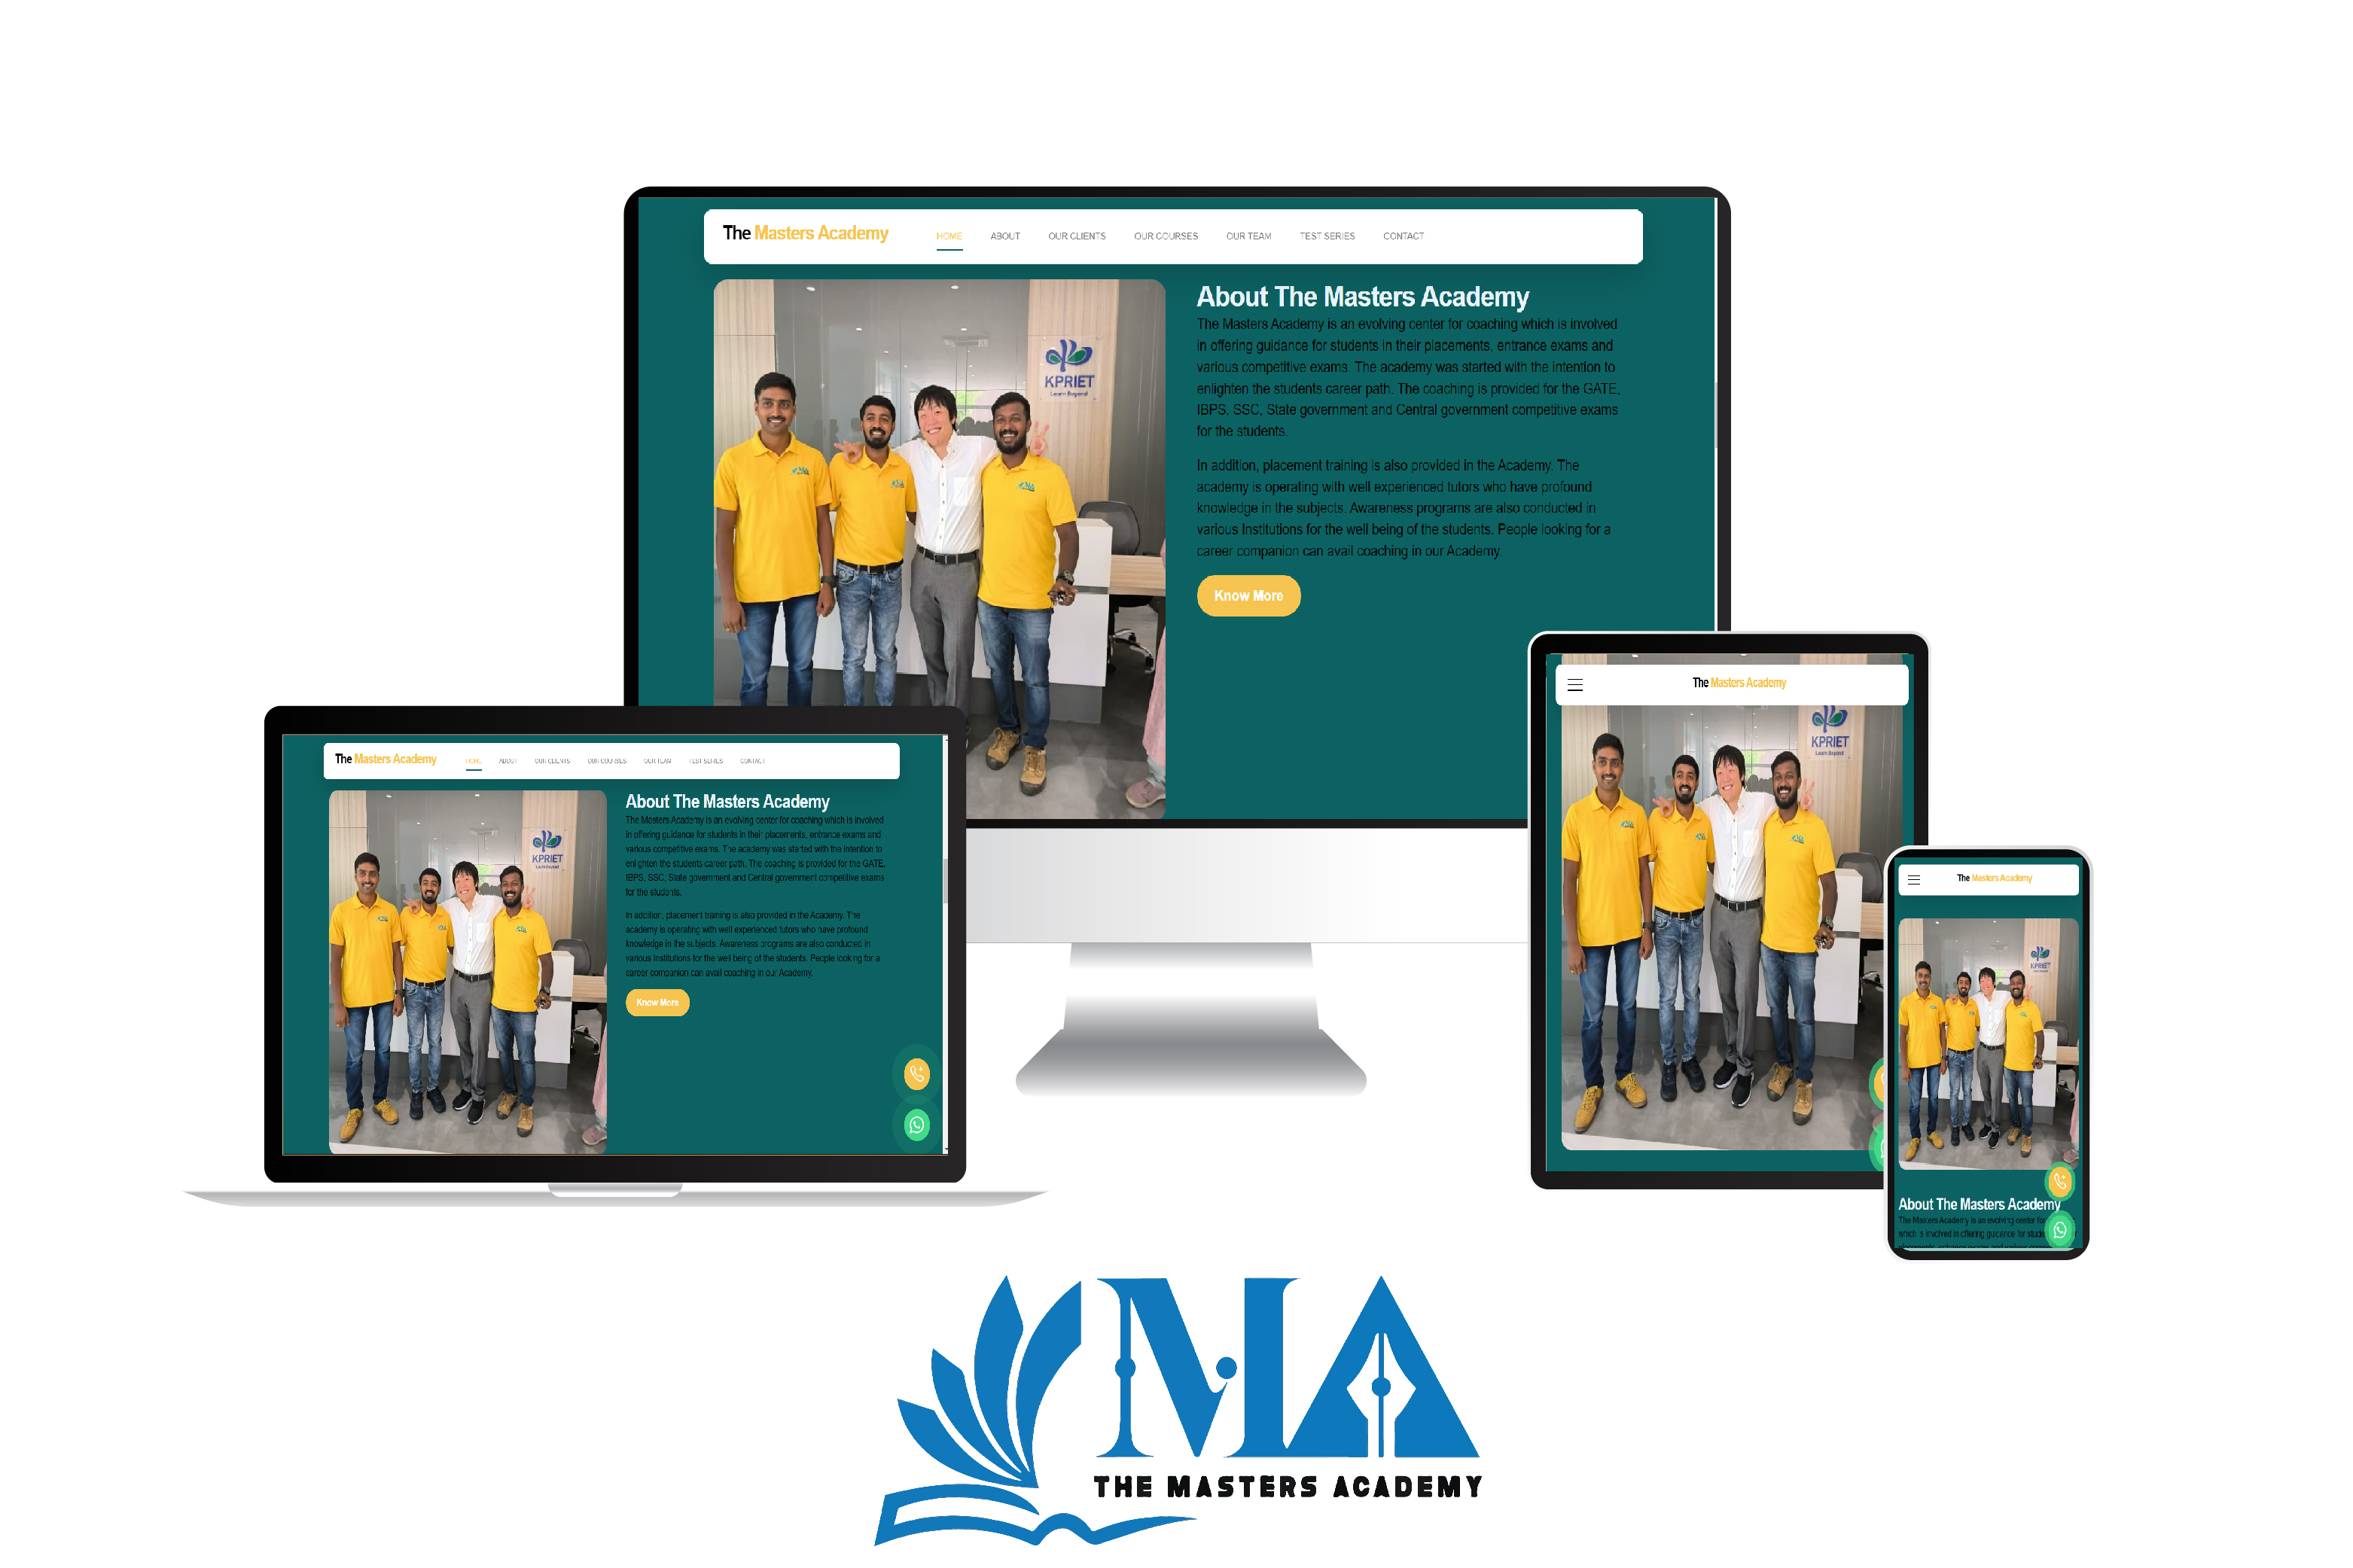 The Masters Academy
HOME ABOUT OUR CLIENTS OUR COURSES OUR TEAM TEST SERIES CONTACT
KPRIET
Learn Beyond
About The Masters Academy
The Masters Academy is an evolving center for coaching which is involved
in offering guidance for students in their placements, entrance exams and
various competitive exams. The academy was started with the intention to
enlighten the students career path. The coaching is provided for the GATE,
IBPS, SSC, State government and Central government competitive exams
for the students.
In addition, placement training is also provided in the Academy. The
academy is operating with well experienced tutors who have profound
knowledge in the subjects. Awareness programs are also conducted in
various Institutions for the well being of the students. People looking for a
career companion can avail coaching in our Academy.
Know More
The Masters Academy
HOME ABOUT OUR CLIENTS OUR COURSES OUR TEAM TEST SERIES CONTACT
KPRIET
Learn Beyond
About The Masters Academy
The Masters Academy is an evolving center for coaching which is involved
in offering guidance for students in their placements, entrance exams and
various competitive exams. The academy was started with the intention to
enlighten the students career path. The coaching is provided for the GATE,
IBPS, SSC, State government and Central government competitive exams
for the students.
In addition, placement training is also provided in the Academy. The
academy is operating with well experienced tutors who have profound
knowledge in the subjects. Awareness programs are also conducted in
various Institutions for the well being of the students. People looking for a
career companion can avail coaching in our Academy.
Know More
The Masters Academy
KPRIET
Learn Beyond
The Masters Academy
KPRIET
About The Masters Academy
The Masters Academy is an evolving center for
which is involved in offering guidance for
MA
THE MASTERS ACADEMY